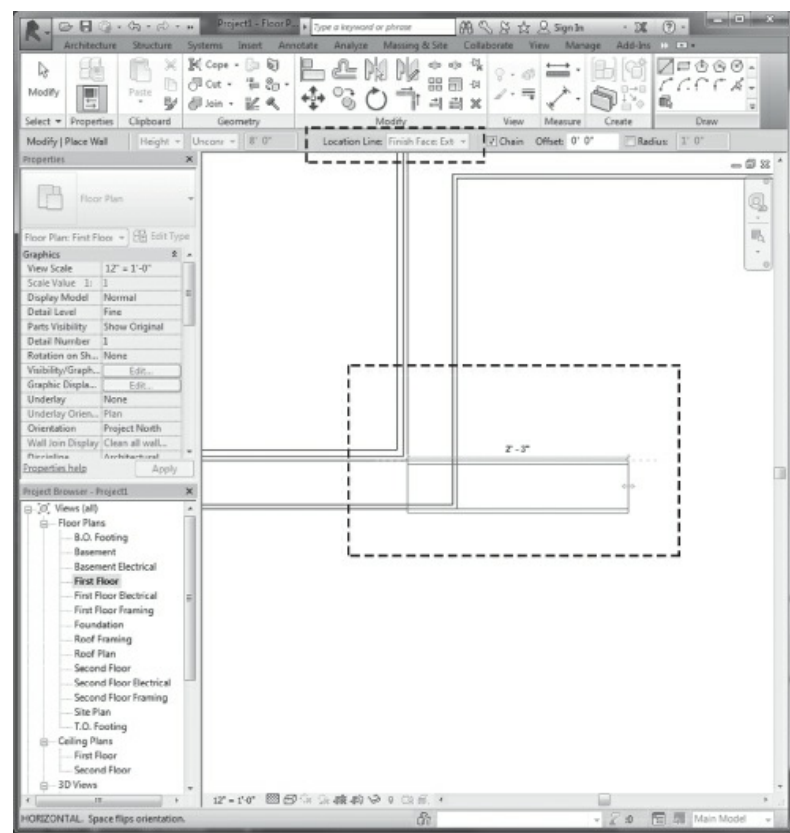 Project1 - Floor P...
Type a keyword or phrase
Sign In
Architecture Structure Systems Insert Annotate Analyze Massing & Site Collaborate View Manage Add-Ins
Modify
Cope
Cut
Join
Paste
Select Properties Clipboard Geometry Modify View Measure Create Draw
Modify | Place Wall Height Unconr 8' 0" Location Line: Finish Face: Ext Chain Offset: 0' 0" Radius: 1' 0"
Properties
Floor Plan
Floor Plan: First Floor Edit Type
Graphics
View Scale 12" = 1'-0"
Scale Value 1: 1
Display Model Normal
Detail Level Fine
Parts Visibility Show Original
Detail Number 1
Rotation on Sh... None
Visibility/Graph... Edit...
Graphic Displa... Edit...
Underlay None
Underlay Orien... Plan
Orientation Project North
Wall Join Display Clean all wall...
Discipline Architectural
Properties help Apply
2' - 3"
Project Browser - Project1
Views (all)
Floor Plans
B.O. Footing
Basement
Basement Electrical
First Floor
First Floor Electrical
First Floor Framing
Foundation
Roof Framing
Roof Plan
Second Floor
Second Floor Electrical
Second Floor Framing
Site Plan
T.O. Footing
Ceiling Plans
First Floor
Second Floor
3D Views
12" = 1'-0"
HORIZONTAL. Space flips orientation. :0 Main Model